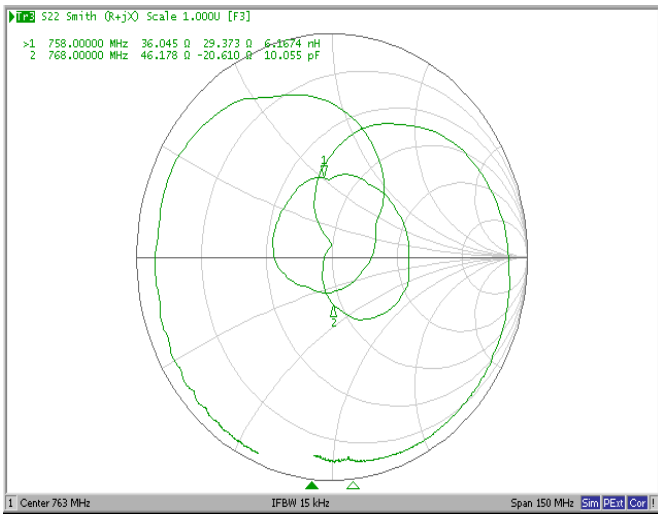 Tr3 S22 Smith (R+jX) Scale 1.000U [F3]
>1 758.00000 MHz 36.045 Ω 29.373 Ω 6.1674 nH
2 768.00000 MHz 46.178 Ω -20.610 Ω 10.055 pF
1
2
1 Center 763 MHz IFBW 15 kHz Span 150 MHz Sim PExt Cor !